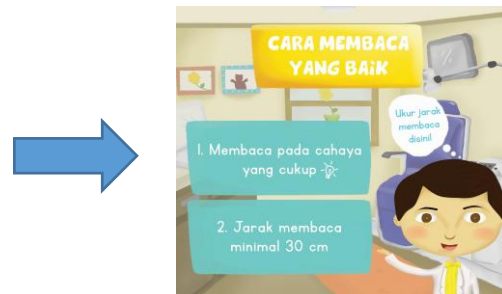 CARA MEMBACA
YANG BAiK
Ukur jarak
membaca
disini!
1. Membaca pada cahaya
yang cukup
2. Jarak membaca
minimal 30 cm